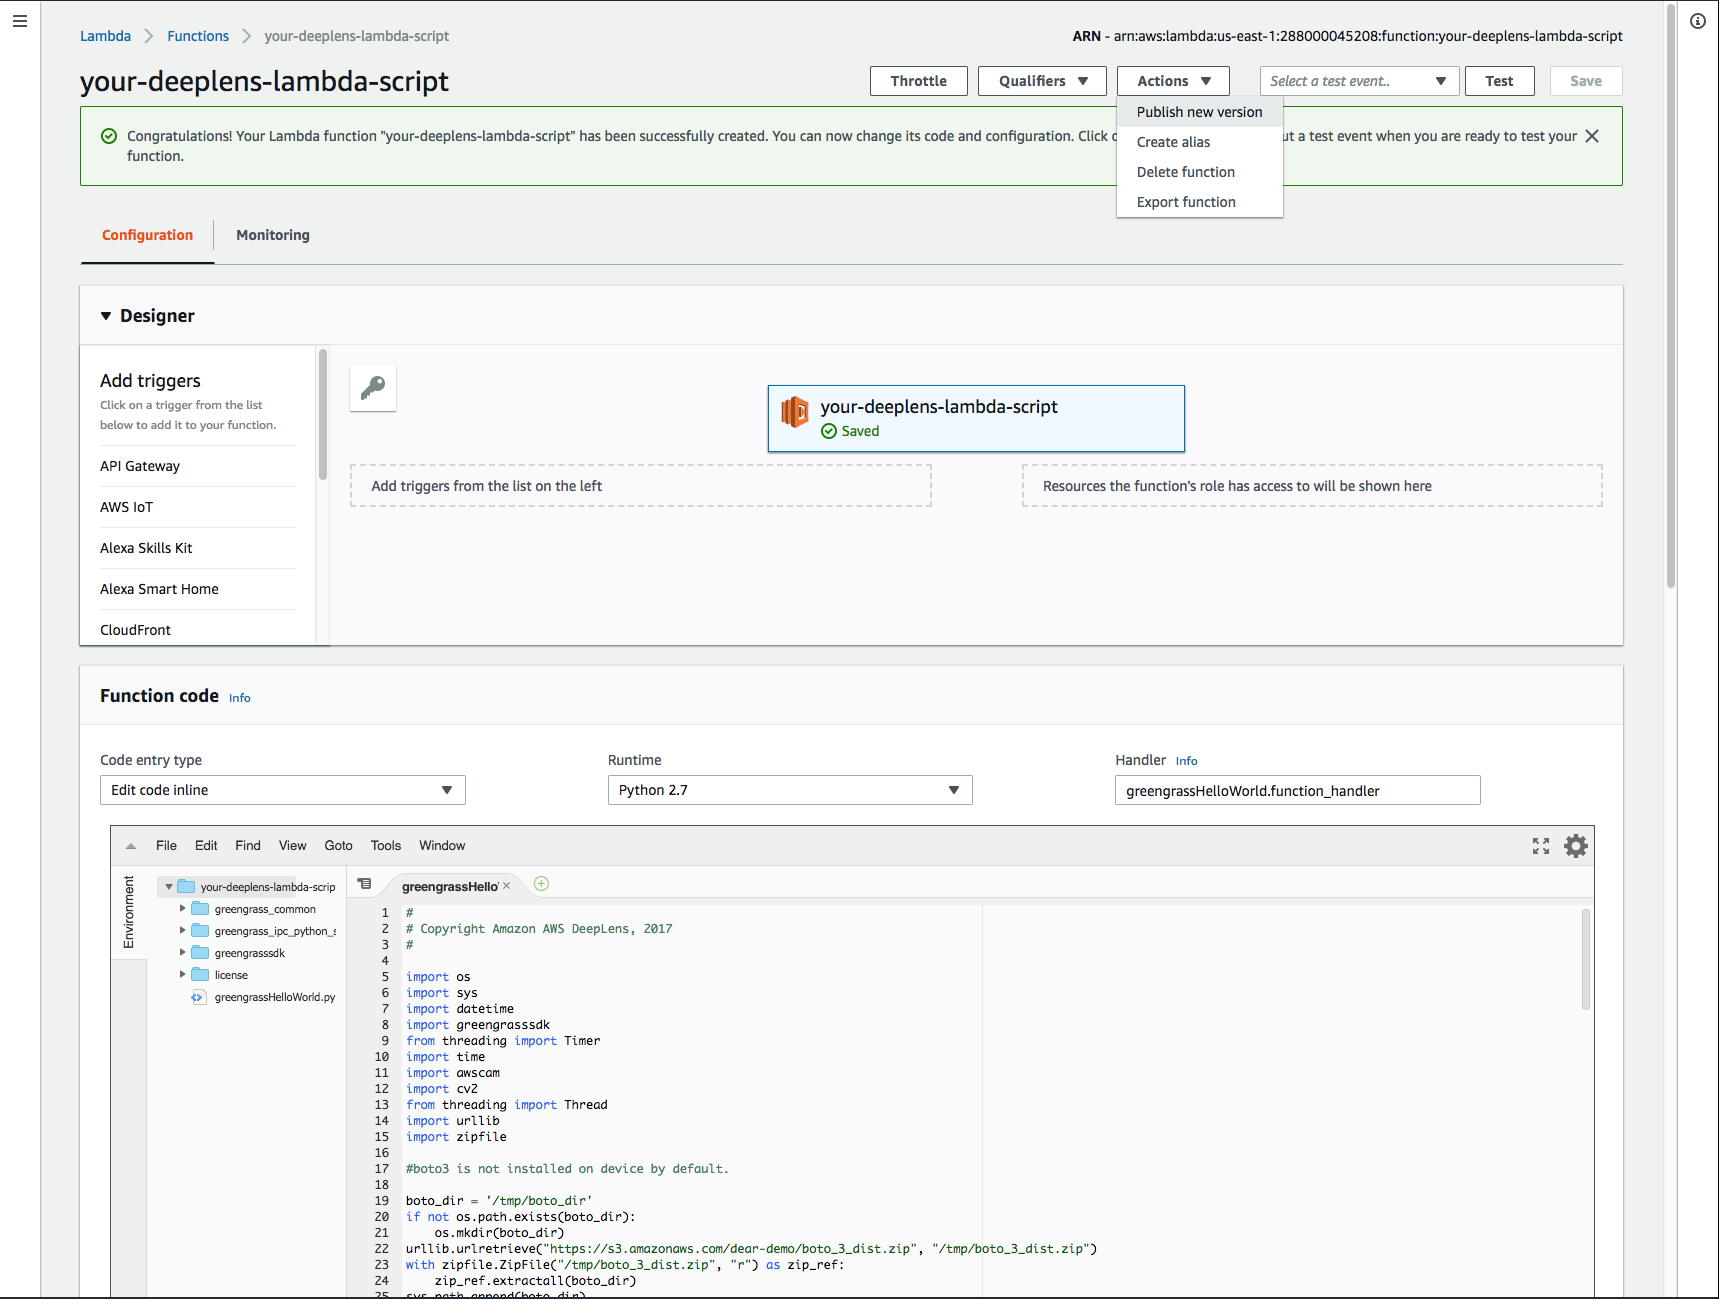 Lambda > Functions > your-deeplens-lambda-script
ARN - arn:aws:lambda:us-east-1:288000045208:function:your-deeplens-lambda-script
your-deeplens-lambda-script
Throttle
Qualifiers
Actions
Select a test event..
Test
Save
Publish new version
Create alias
Delete function
Export function
Congratulations! Your Lambda function "your-deeplens-lambda-script" has been successfully created. You can now change its code and configuration. Click ut a test event when you are ready to test your
function.
Configuration
Monitoring
Designer
Add triggers
Click on a trigger from the list
below to add it to your function.
API Gateway
AWS IoT
Alexa Skills Kit
Alexa Smart Home
CloudFront
your-deeplens-lambda-script
Saved
Add triggers from the list on the left
Resources the function's role has access to will be shown here
Function code Info
Code entry type
Edit code inline
Runtime
Python 2.7
Handler Info
greengrassHelloWorld.function_handler
File Edit Find View Goto Tools Window
Environment
your-deeplens-lambda-scrip
greengrass_common
greengrass_ipc_python_s
greengrasssdk
license
greengrassHelloWorld.py
greengrassHello
1 #
2 # Copyright Amazon AWS DeepLens, 2017
3 #
4
5 import os
6 import sys
7 import datetime
8 import greengrasssdk
9 from threading import Timer
10 import time
11 import awscam
12 import cv2
13 from threading import Thread
14 import urllib
15 import zipfile
16
17 #boto3 is not installed on device by default.
18
19 boto_dir = '/tmp/boto_dir'
20 if not os.path.exists(boto_dir):
21 os.mkdir(boto_dir)
22 urllib.urlretrieve("https://s3.amazonaws.com/dear-demo/boto_3_dist.zip", "/tmp/boto_3_dist.zip")
23 with zipfile.ZipFile("/tmp/boto_3_dist.zip", "r") as zip_ref:
24 zip_ref.extractall(boto_dir)
25 sys.path.append(boto_dir)